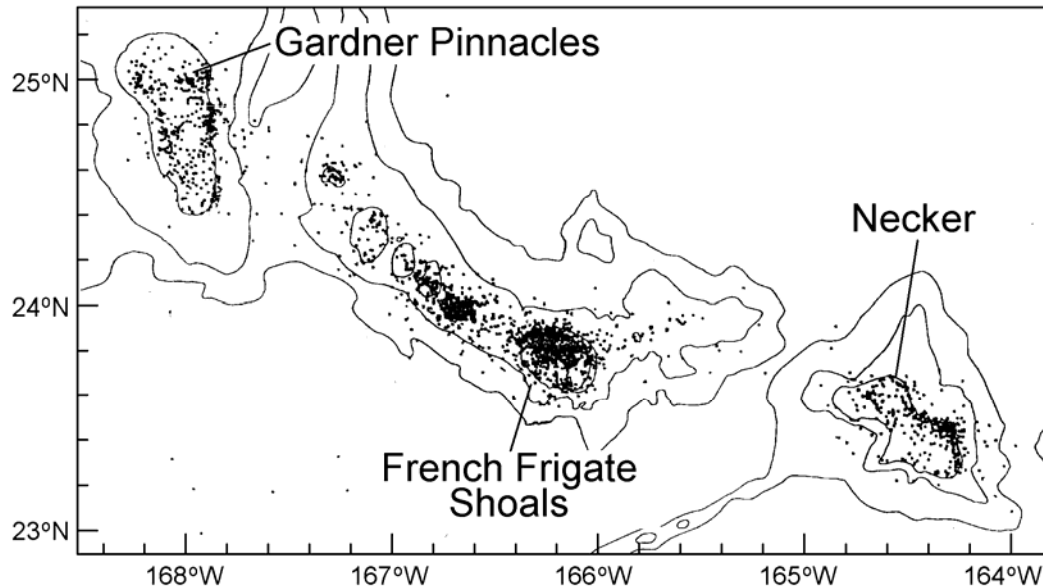 Gardner Pinnacles
25ºN
Necker
24ºN
French Frigate
Shoals
23ºN
168ºW
167ºW
166ºW
165ºW
164ºW